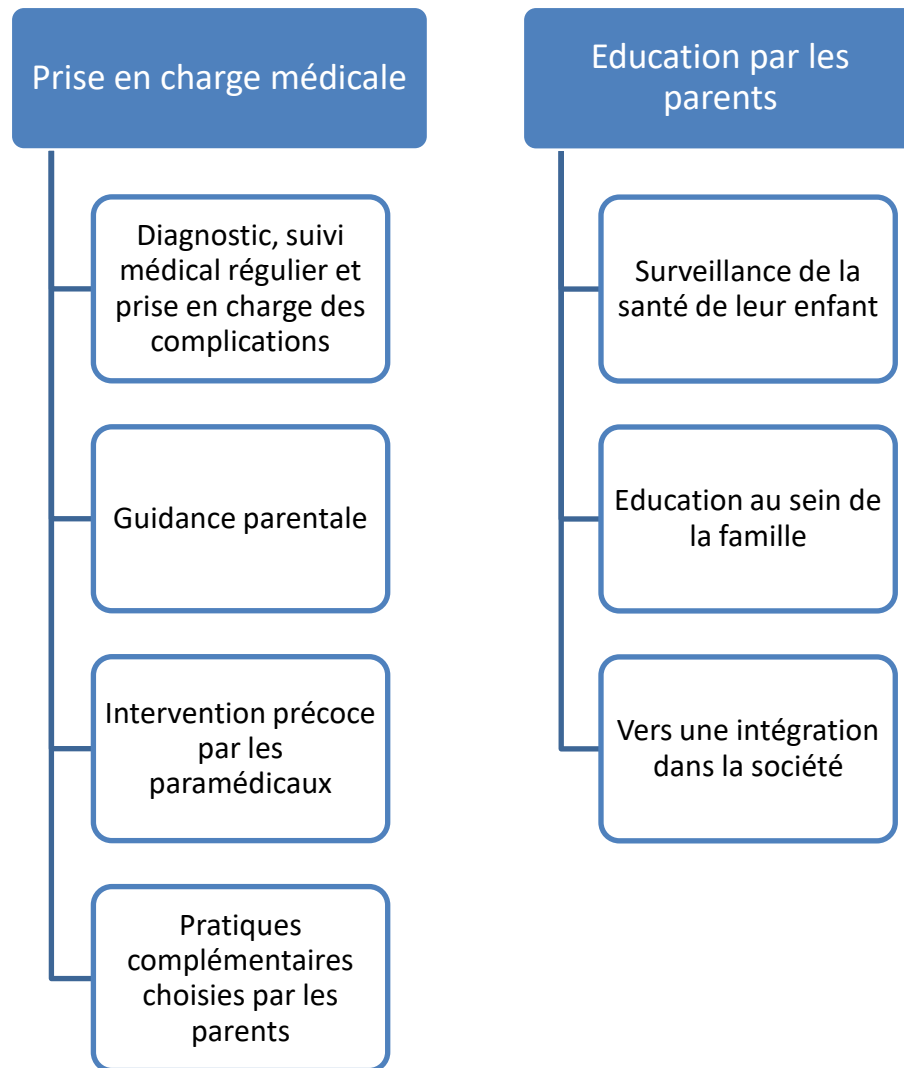 Prise en charge médicale
Diagnostic, suivi
médical régulier et
prise en charge des
complications
Guidance parentale
Intervention précoce
par les
paramédicaux
Pratiques
complémentaires
choisies par les
parents
Education par les
parents
Surveillance de la
santé de leur enfant
Education au sein de
la famille
Vers une intégration
dans la société